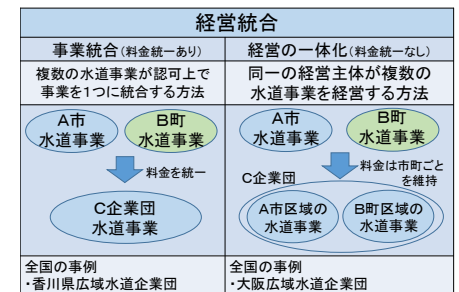 経営統合
事業統合(料金統一あり)
複数の水道事業が認可上で
事業を1つに統合する方法
A市
水道事業
B町
水道事業
料金を統一
C企業団
水道事業
全国の事例
・香川県広域水道企業団
経営の一体化(料金統一なし)
同一の経営主体が複数の
水道事業を経営する方法
A市
水道事業
B町
水道事業
料金は市町ごと
を維持
C企業団
A市区域の
水道事業
B町区域の
水道事業
全国の事例
・大阪広域水道企業団